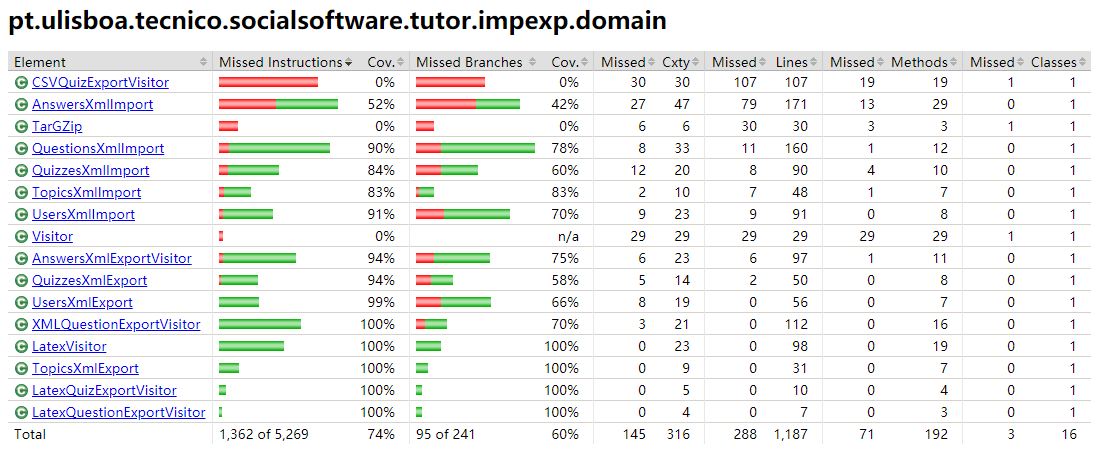 pt.ulisboa.tecnico.socialsoftware.tutor.impexp.domain
Element Missed Instructions Cov. Missed Branches Cov. Missed Cxty Missed Lines Missed Methods Missed Classes
CSVQuizExportVisitor 0% 0% 30 30 107 107 19 19 1 1
AnswersXmlImport 52% 42% 27 47 79 171 13 29 0 1
TarGZip 0% 0% 6 6 30 30 3 3 1 1
QuestionsXmlImport 90% 78% 8 33 11 160 1 12 0 1
QuizzesXmlImport 84% 60% 12 20 8 90 4 10 0 1
TopicsXmlImport 83% 83% 2 10 7 48 1 7 0 1
UsersXmlImport 91% 70% 9 23 9 91 0 8 0 1
Visitor 0% n/a 29 29 29 29 29 29 1 1
AnswersXmlExportVisitor 94% 75% 6 23 6 97 1 11 0 1
QuizzesXmlExport 94% 58% 5 14 2 50 0 8 0 1
UsersXmlExport 99% 66% 8 19 0 56 0 7 0 1
XMLQuestionExportVisitor 100% 70% 3 21 0 112 0 16 0 1
LatexVisitor 100% 100% 0 23 0 98 0 19 0 1
TopicsXmlExport 100% 100% 0 9 0 31 0 7 0 1
LatexQuizExportVisitor 100% 100% 0 5 0 10 0 4 0 1
LatexQuestionExportVisitor 100% 100% 0 4 0 7 0 3 0 1
Total 1,362 of 5,269 74% 95 of 241 60% 145 316 288 1,187 71 192 3 16